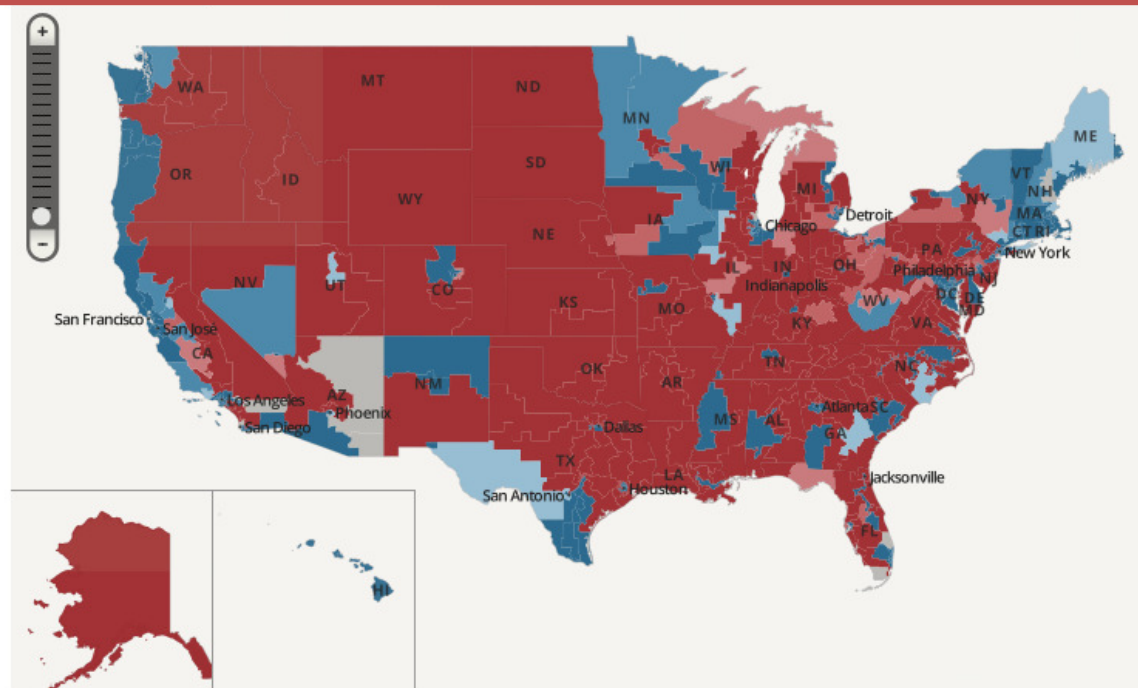 +
WA
MT
ND
MN
ME
OR
ID
SD
WI
MI
VT
NH
WY
NY
MA
IA
Detroit
CT RI
Chicago
NE
PA
New York
NV
UT
CO
IL
IN
OH
Philadelphia
NJ
Indianapolis
WV
DC
DE
MD
KS
MO
KY
VA
San Francisco
San José
CA
OK
TN
NC
NM
AR
AZ
Los Angeles
Phoenix
Atlanta
SC
MS
AL
GA
San Diego
Dallas
TX
LA
Jacksonville
San Antonio
Houston
FL
HI
−